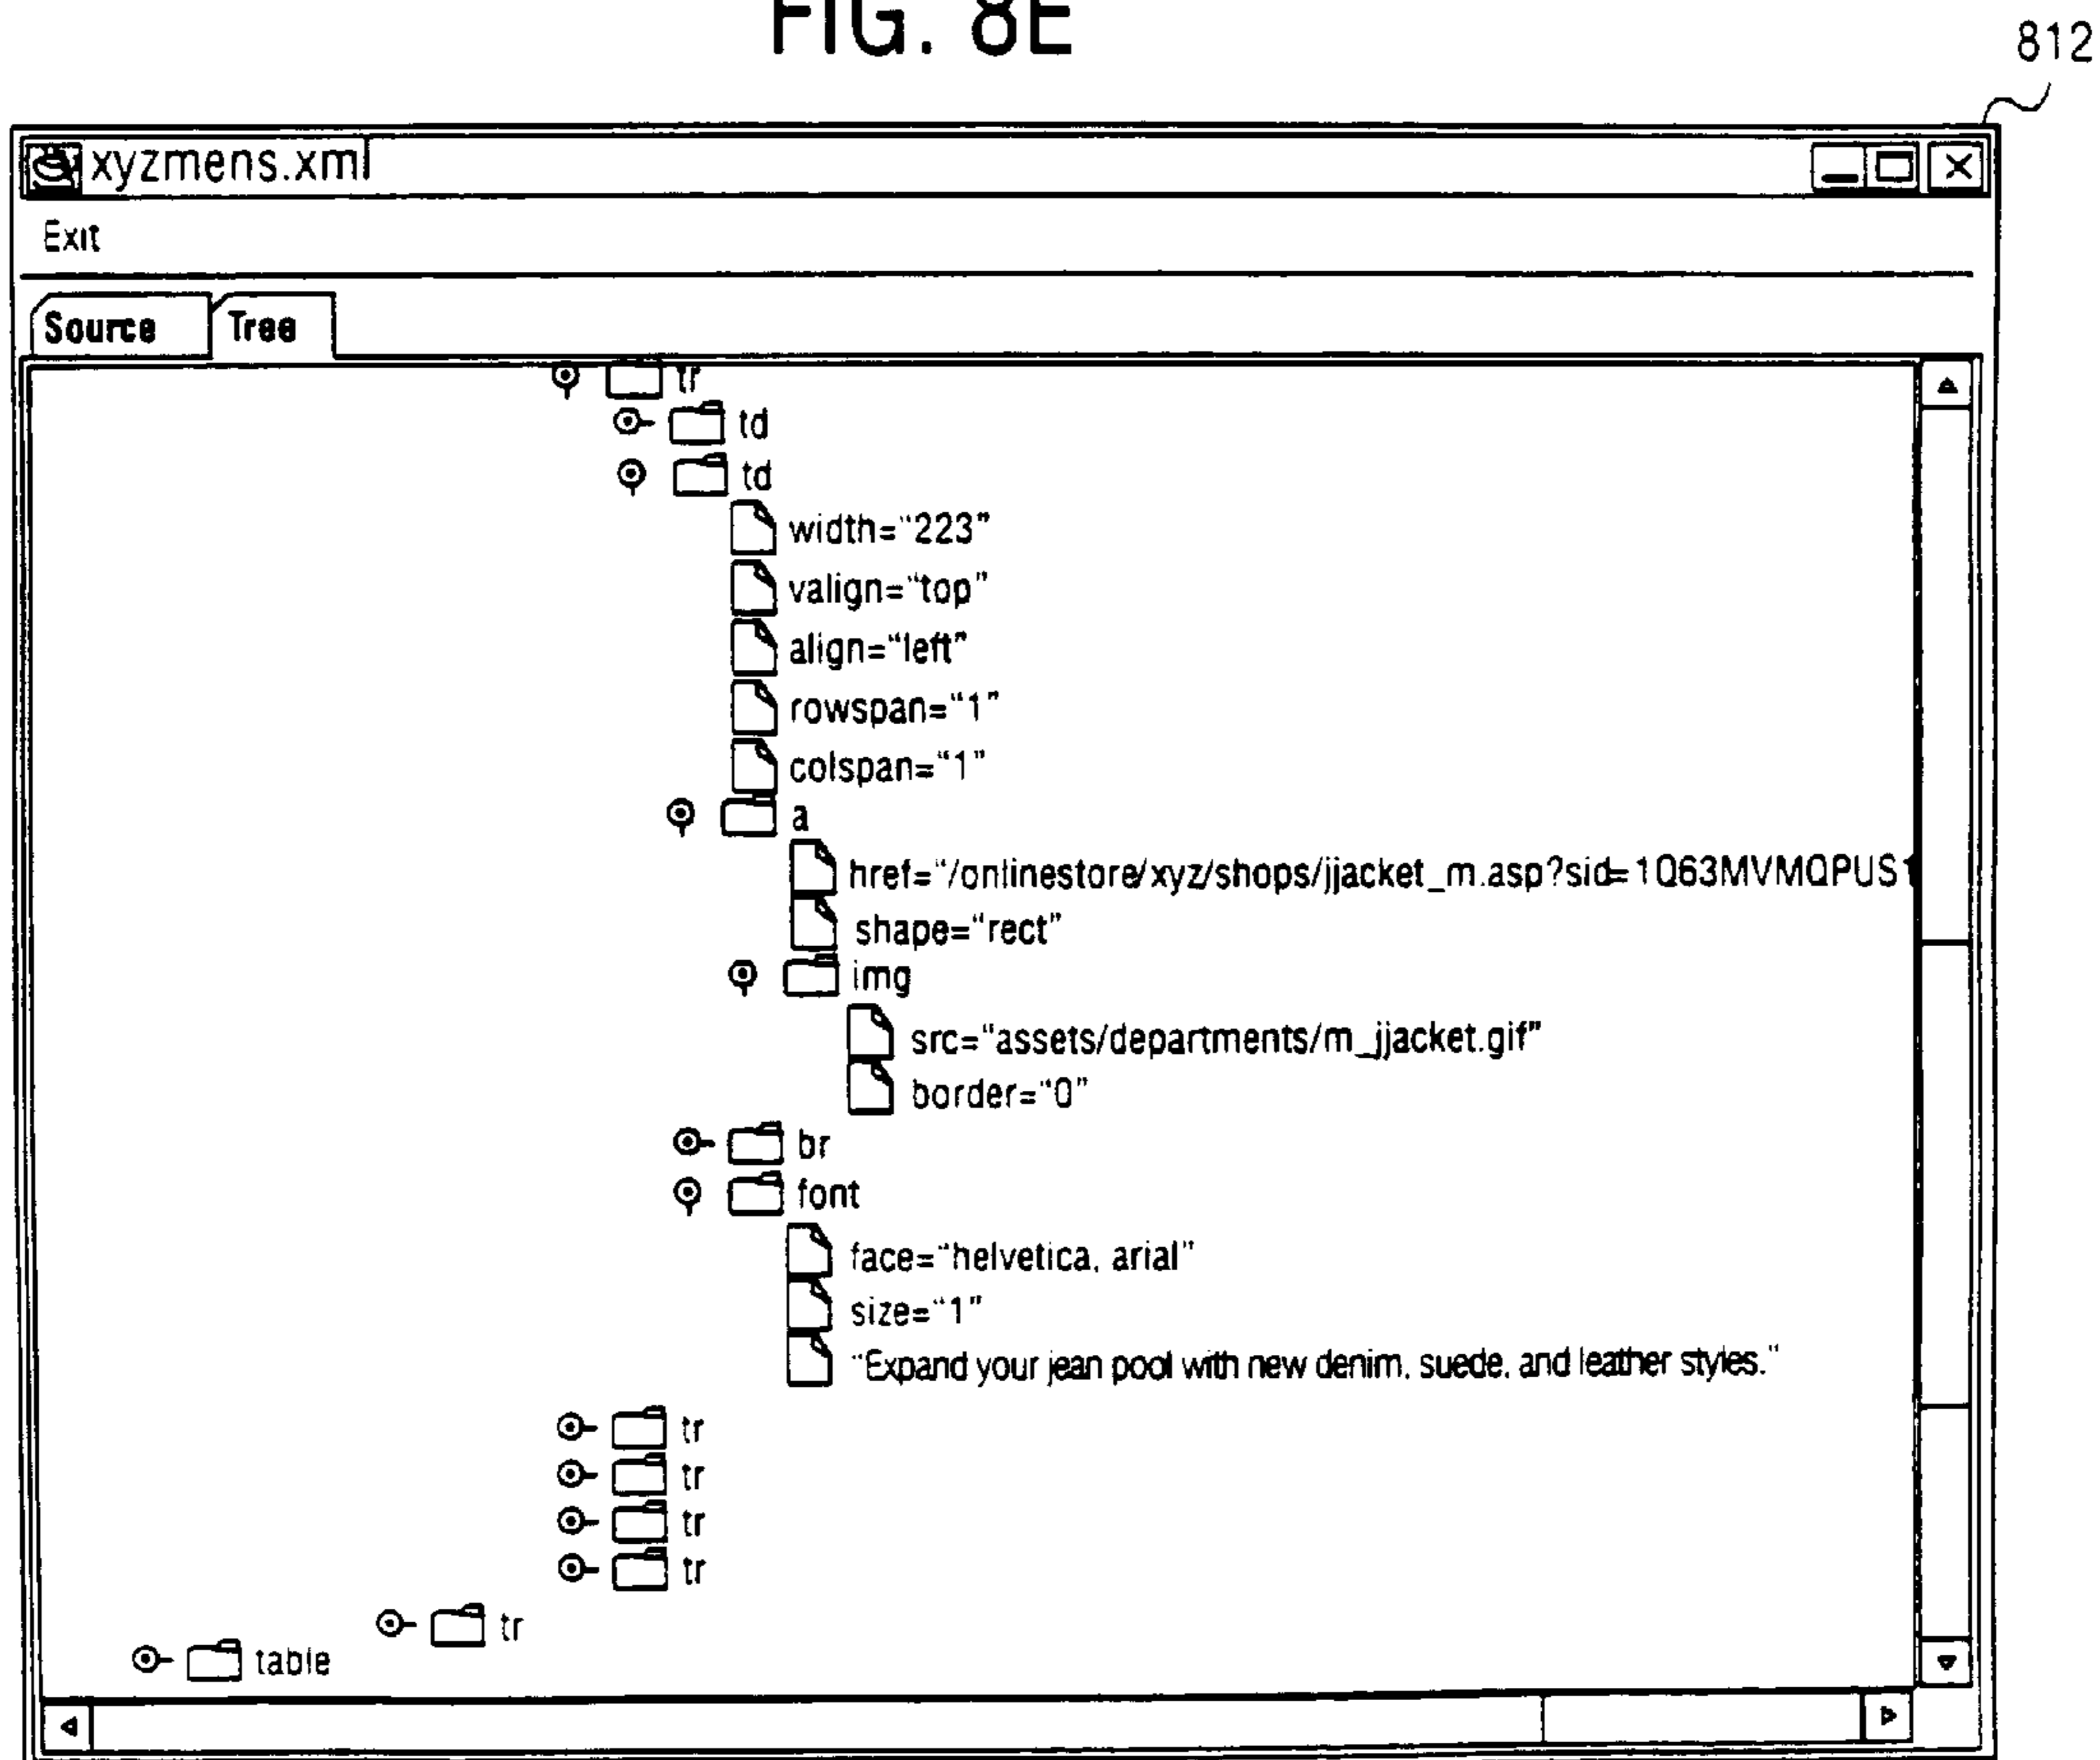 FIG. 8E
812
xyzmens.xml
Exit
Source Tree
tr
td
td
width="223"
valign="top"
align="left"
rowspan="1"
colspan="1"
a
href="/onlinestore/xyz/shops/jjacket_m.asp?sid=1Q63MVMQPUS
shape="rect"
img
src="assets/departments/m_jjacket.gif"
border="0"
br
font
face="helvetica, arial"
size="1"
"Expand your jean pool with new denim, suede, and leather styles."
tr
tr
tr
tr
tr
table